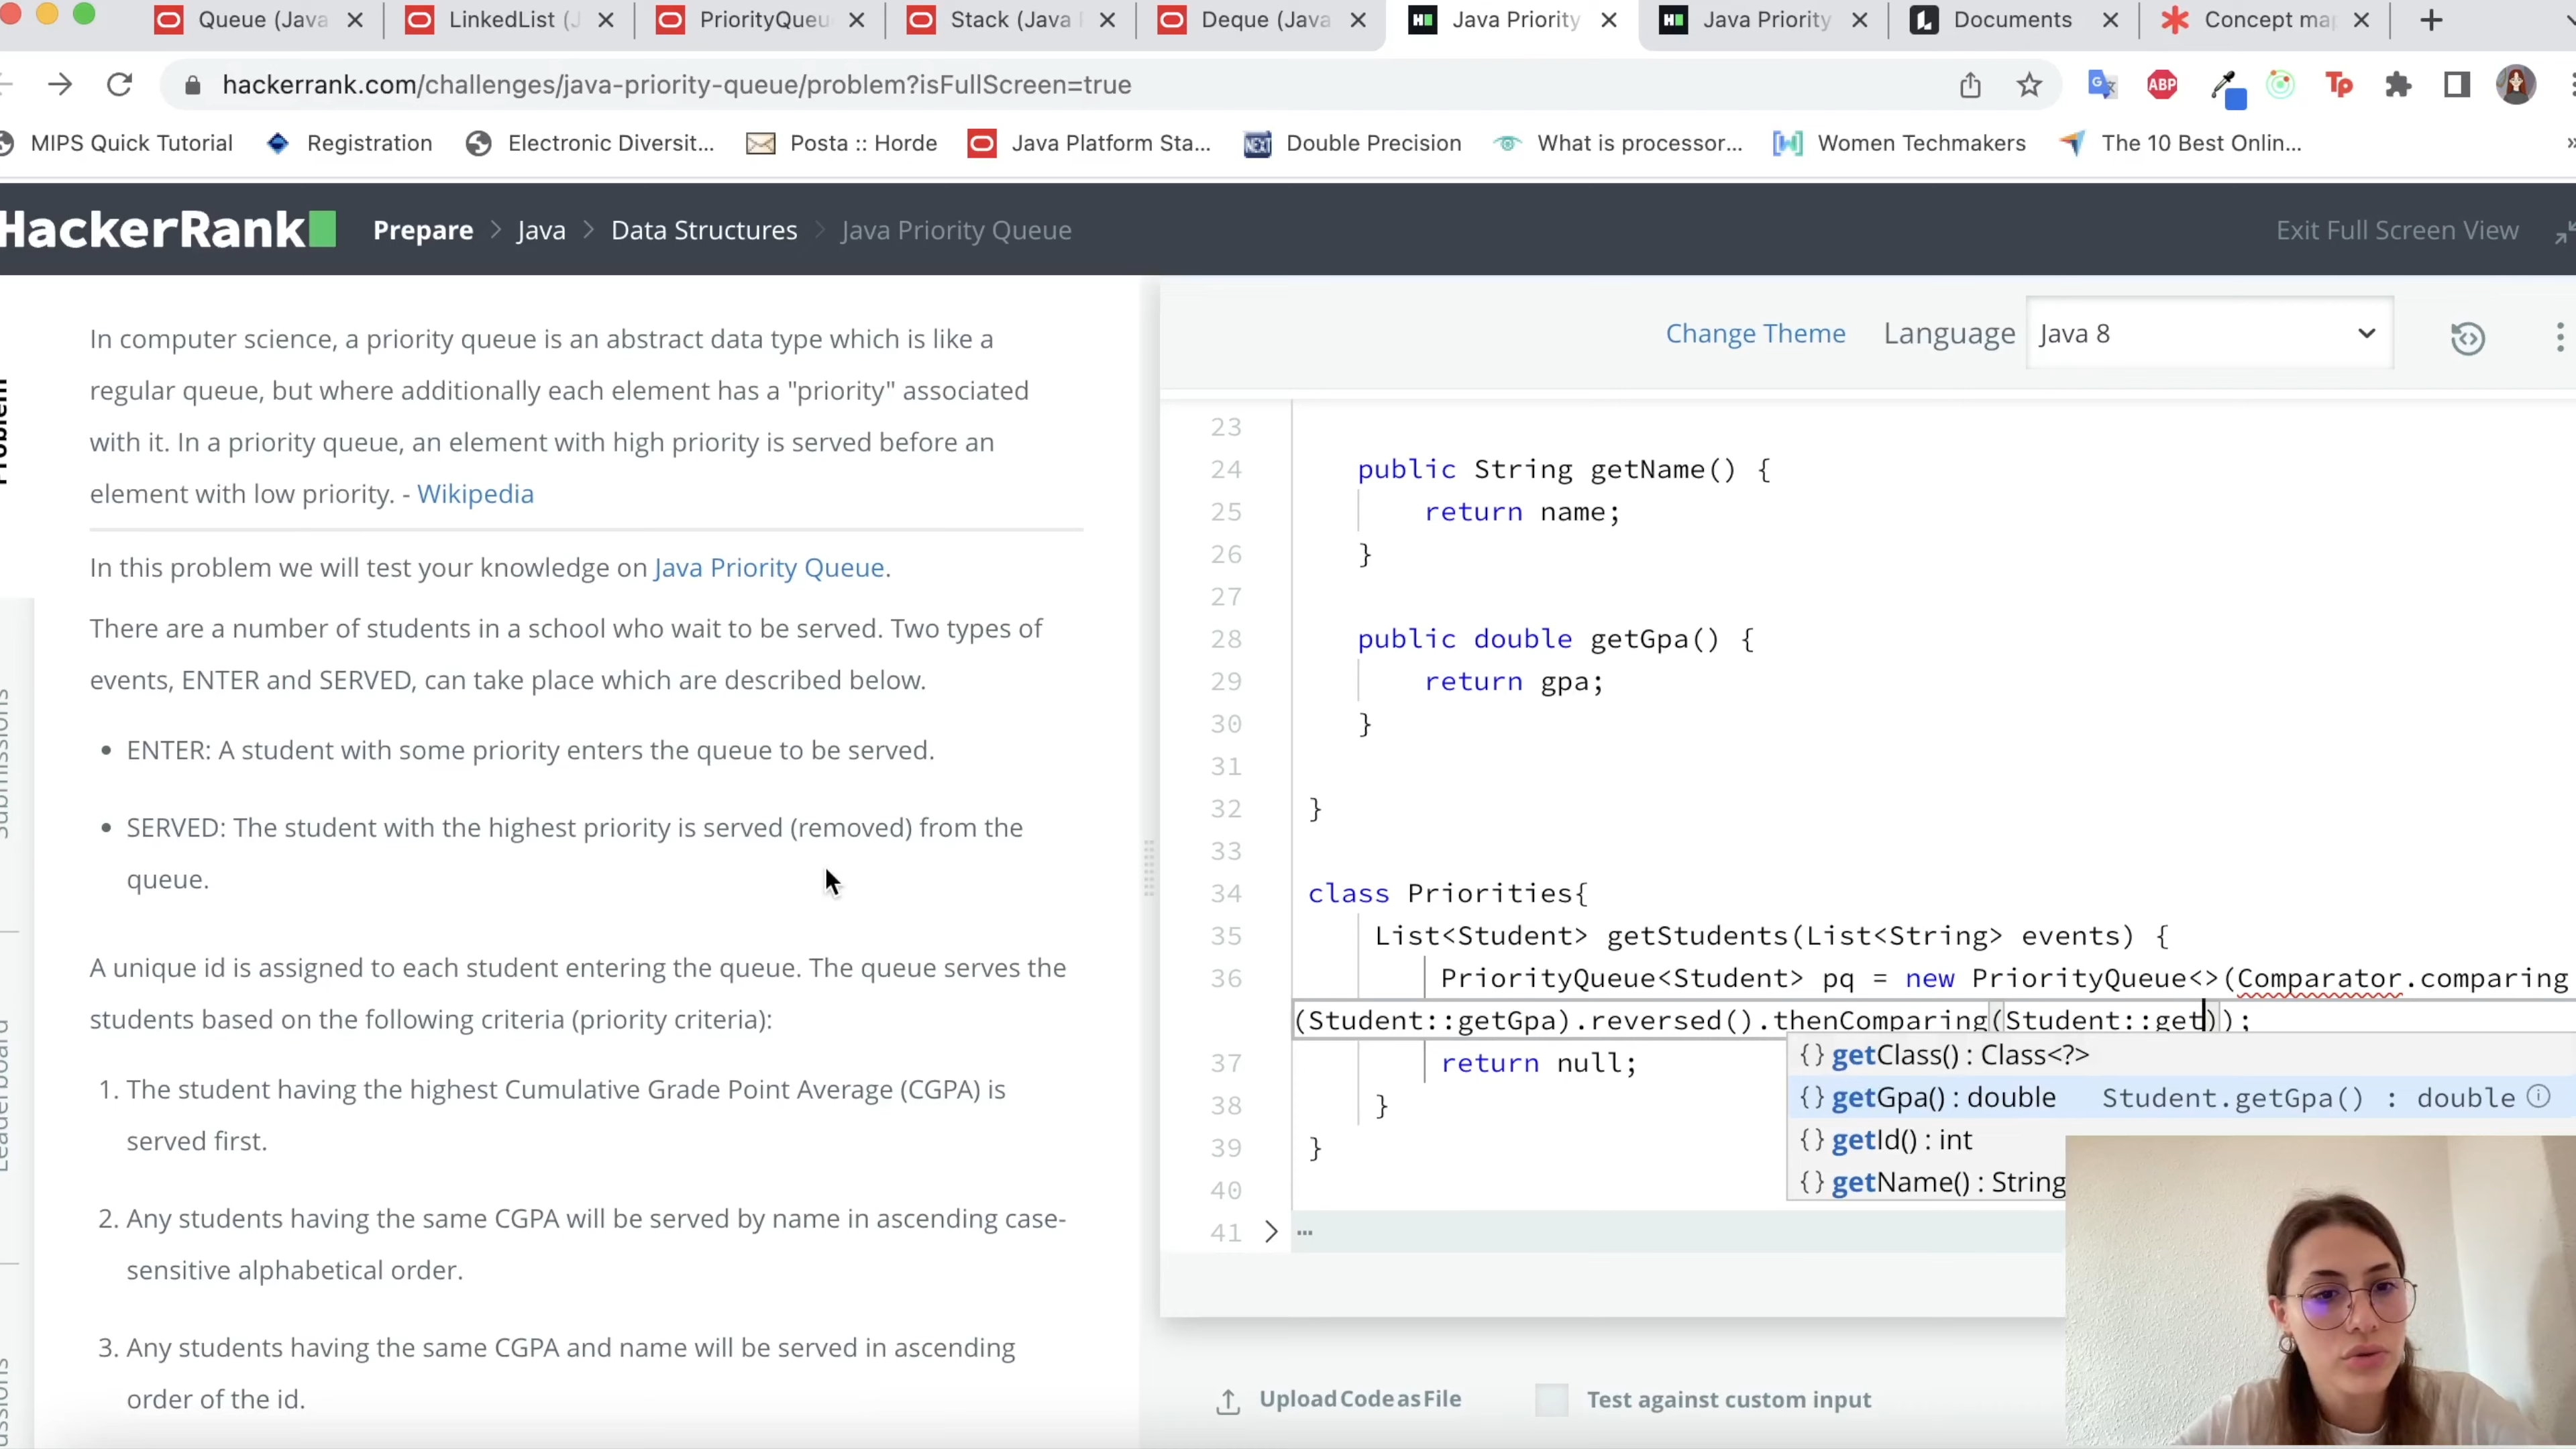 Queue (Java
LinkedList (J
PriorityQueu
Stack (Java
Deque (Java
Java Priority
Java Priority
Documents
Concept map
hackerrank.com/challenges/java-priority-queue/problem?isFullScreen=true
ABP
Tp
MIPS Quick Tutorial
Registration
Electronic Diversit...
Posta :: Horde
Java Platform Sta...
NEXT
Double Precision
What is processor...
Women Techmakers
The 10 Best Onlin...
HackerRank
Prepare > Java > Data Structures > Java Priority Queue
Exit Full Screen View
Problem
Submissions
Leaderboard
In computer science, a priority queue is an abstract data type which is like a
regular queue, but where additionally each element has a "priority" associated
with it. In a priority queue, an element with high priority is served before an
element with low priority. - Wikipedia
In this problem we will test your knowledge on Java Priority Queue.
There are a number of students in a school who wait to be served. Two types of
events, ENTER and SERVED, can take place which are described below.
• ENTER: A student with some priority enters the queue to be served.
• SERVED: The student with the highest priority is served (removed) from the
queue.
A unique id is assigned to each student entering the queue. The queue serves the
students based on the following criteria (priority criteria):
1. The student having the highest Cumulative Grade Point Average (CGPA) is
served first.
2. Any students having the same CGPA will be served by name in ascending case-
sensitive alphabetical order.
3. Any students having the same CGPA and name will be served in ascending
order of the id.
Change Theme
Language
Java 8
23
24 public String getName() {
25 return name;
26 }
27
28 public double getGpa() {
29 return gpa;
30 }
31
32 }
33
34 class Priorities{
35 List<Student> getStudents(List<String> events) {
36 PriorityQueue<Student> pq = new PriorityQueue<>(Comparator.comparing
(Student::getGpa).reversed().thenComparing(Student::get));
37 return null;
38 }
39 }
40
41 > ...
{} getClass() : Class<?>
{} getGpa() : double Student.getGpa() : double
{} getId() : int
{} getName() : String
Upload Code as File
Test against custom input